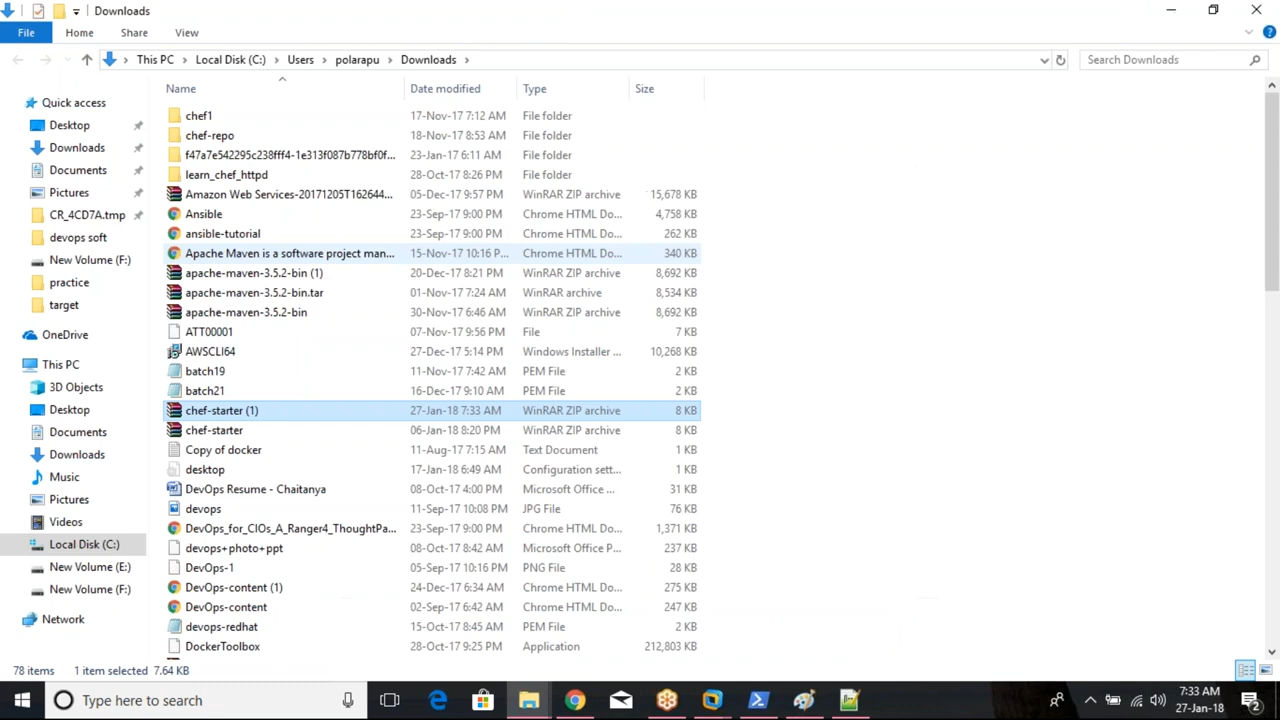 Downloads
File Home Share View
This PC Local Disk (C:) Users polarapu Downloads Search Downloads
Name Date modified Type Size
Quick access
Desktop
Downloads
Documents
Pictures
CR_4CD7A.tmp
devops soft
New Volume (F:)
practice
target
OneDrive
This PC
3D Objects
Desktop
Documents
Downloads
Music
Pictures
Videos
Local Disk (C:)
New Volume (E:)
New Volume (F:)
Network
chef1 17-Nov-17 7:12 AM File folder
chef-repo 18-Nov-17 8:53 AM File folder
f47a7e542295c238fff4-1e313f087b778bf0f... 23-Jan-17 6:11 AM File folder
learn_chef_httpd 28-Oct-17 8:26 PM File folder
Amazon Web Services-20171205T162644... 05-Dec-17 9:57 PM WinRAR ZIP archive 15,678 KB
Ansible 23-Sep-17 9:00 PM Chrome HTML Do... 4,758 KB
ansible-tutorial 23-Sep-17 9:00 PM Chrome HTML Do... 262 KB
Apache Maven is a software project man... 15-Nov-17 10:16 P... Chrome HTML Do... 340 KB
apache-maven-3.5.2-bin (1) 20-Dec-17 8:21 PM WinRAR ZIP archive 8,692 KB
apache-maven-3.5.2-bin.tar 01-Nov-17 7:24 AM WinRAR archive 8,534 KB
apache-maven-3.5.2-bin 30-Nov-17 6:46 AM WinRAR ZIP archive 8,692 KB
ATT00001 07-Nov-17 9:56 PM File 7 KB
AWSCLI64 27-Dec-17 5:14 PM Windows Installer ... 10,268 KB
batch19 11-Nov-17 7:42 AM PEM File 2 KB
batch21 16-Dec-17 9:10 AM PEM File 2 KB
chef-starter (1) 27-Jan-18 7:33 AM WinRAR ZIP archive 8 KB
chef-starter 06-Jan-18 8:20 PM WinRAR ZIP archive 8 KB
Copy of docker 11-Aug-17 7:15 AM Text Document 1 KB
desktop 17-Jan-18 6:49 AM Configuration sett... 1 KB
DevOps Resume - Chaitanya 08-Oct-17 4:00 PM Microsoft Office ... 31 KB
devops 11-Sep-17 10:08 PM JPG File 76 KB
DevOps_for_CIOs_A_Ranger4_ThoughtPa... 23-Sep-17 9:00 PM Chrome HTML Do... 1,371 KB
devops+photo+ppt 08-Oct-17 8:42 AM Microsoft Office P... 237 KB
DevOps-1 05-Sep-17 10:16 PM PNG File 28 KB
DevOps-content (1) 24-Dec-17 6:34 AM Chrome HTML Do... 275 KB
DevOps-content 02-Sep-17 6:42 AM Chrome HTML Do... 247 KB
devops-redhat 15-Oct-17 8:45 AM PEM File 2 KB
DockerToolbox 28-Oct-17 9:25 PM Application 212,803 KB
78 items 1 item selected 7.64 KB
Type here to search
7:33 AM
27-Jan-18
2